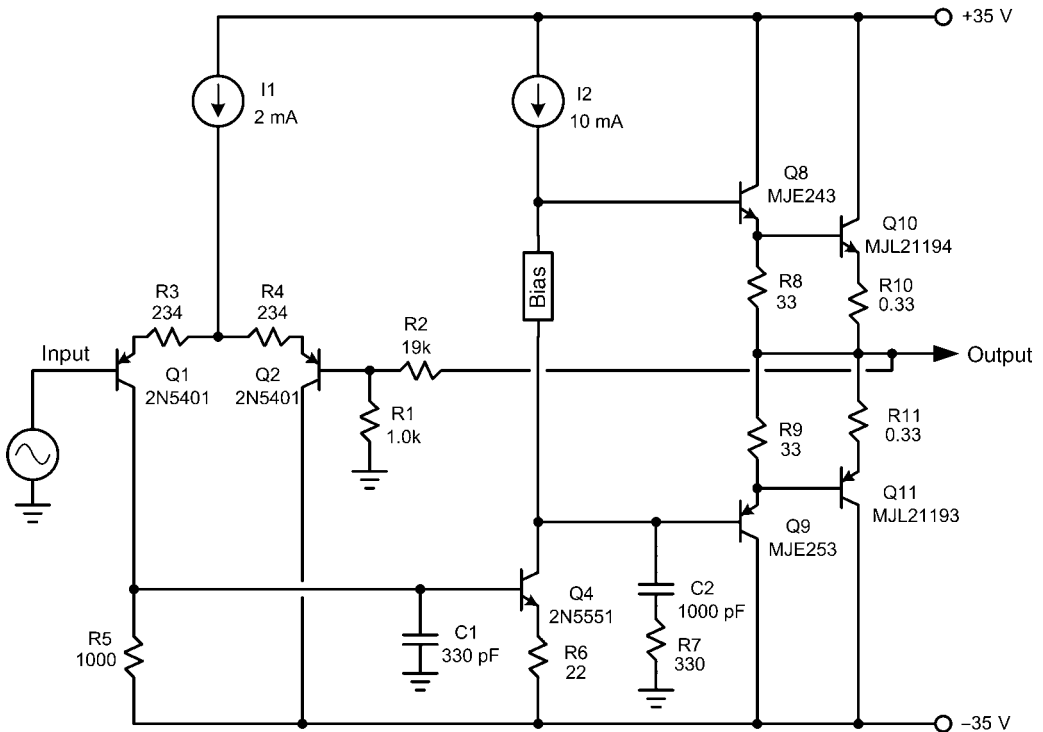 +35 V
I1
2 mA
I2
10 mA
Q8
MJE243
Q10
MJL21194
Bias
R8
33
R10
0.33
R3
234
R4
234
R2
19k
Input
Output
Q1
2N5401
Q2
2N5401
R1
1.0k
R9
33
R11
0.33
Q11
MJL21193
Q9
MJE253
Q4
2N5551
C2
1000 pF
R5
1000
C1
330 pF
R6
22
R7
330
–35 V